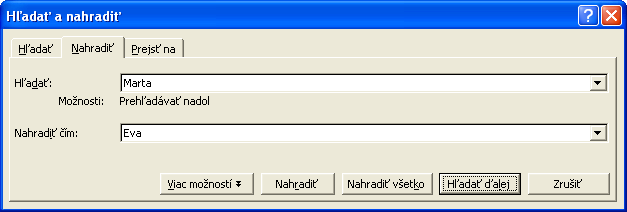 Hľadať a nahradiť
Hľadať Nahradiť Prejsť na
Hľadať: Marta
Možnosti: Prehľadávať nadol
Nahradiť čím: Eva
Viac možností Nahradiť Nahradiť všetko Hľadať ďalej Zrušiť